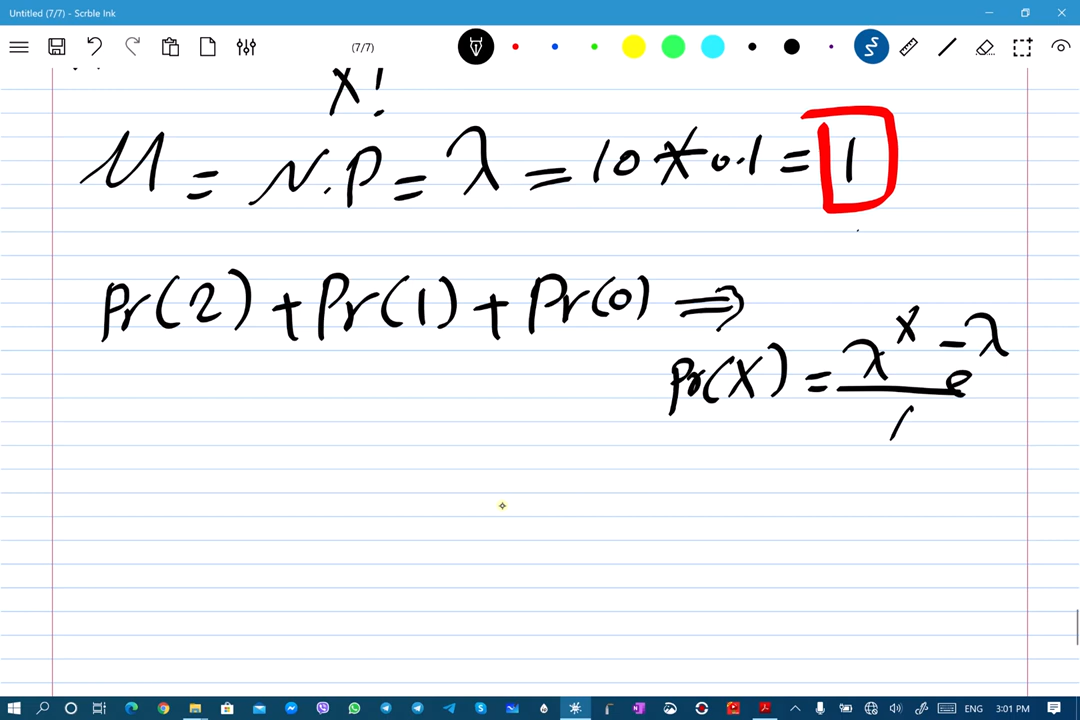 Untitled (7/7) - Scrble Ink
(7/7)
X!
M = N.P = λ = 10 * 0.1 = 1
Pr(2) + Pr(1) + Pr(0) ⇒
Pr(X) = λ^X e^-λ /
ENG 3:01 PM